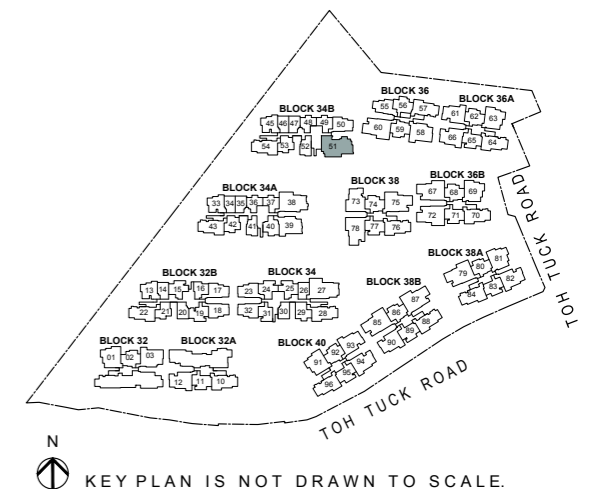 BLOCK 36
BLOCK 36A
55 56 57
61 62 63
60 59 58
66 65 64
BLOCK 34B
45 46 47 48 49 50
54 53 52 51
BLOCK 34A
33 34 35 36 37 38
43 42 41 40 39
BLOCK 38
73 74 75
78 77 76
BLOCK 36B
67 68 69
72 71 70
TOH TUCK ROAD
BLOCK 32B
13 14 15 16 17
22 21 20 19 18
BLOCK 34
23 24 25 26 27
32 31 30 29 28
BLOCK 38B
85 86 87
90 89 88
BLOCK 38A
79 80 81
84 83 82
BLOCK 32
01 02 03
BLOCK 32A
12 11 10
BLOCK 40
91 92 93
96 95 94
TOH TUCK ROAD
N
KEY PLAN IS NOT DRAWN TO SCALE.